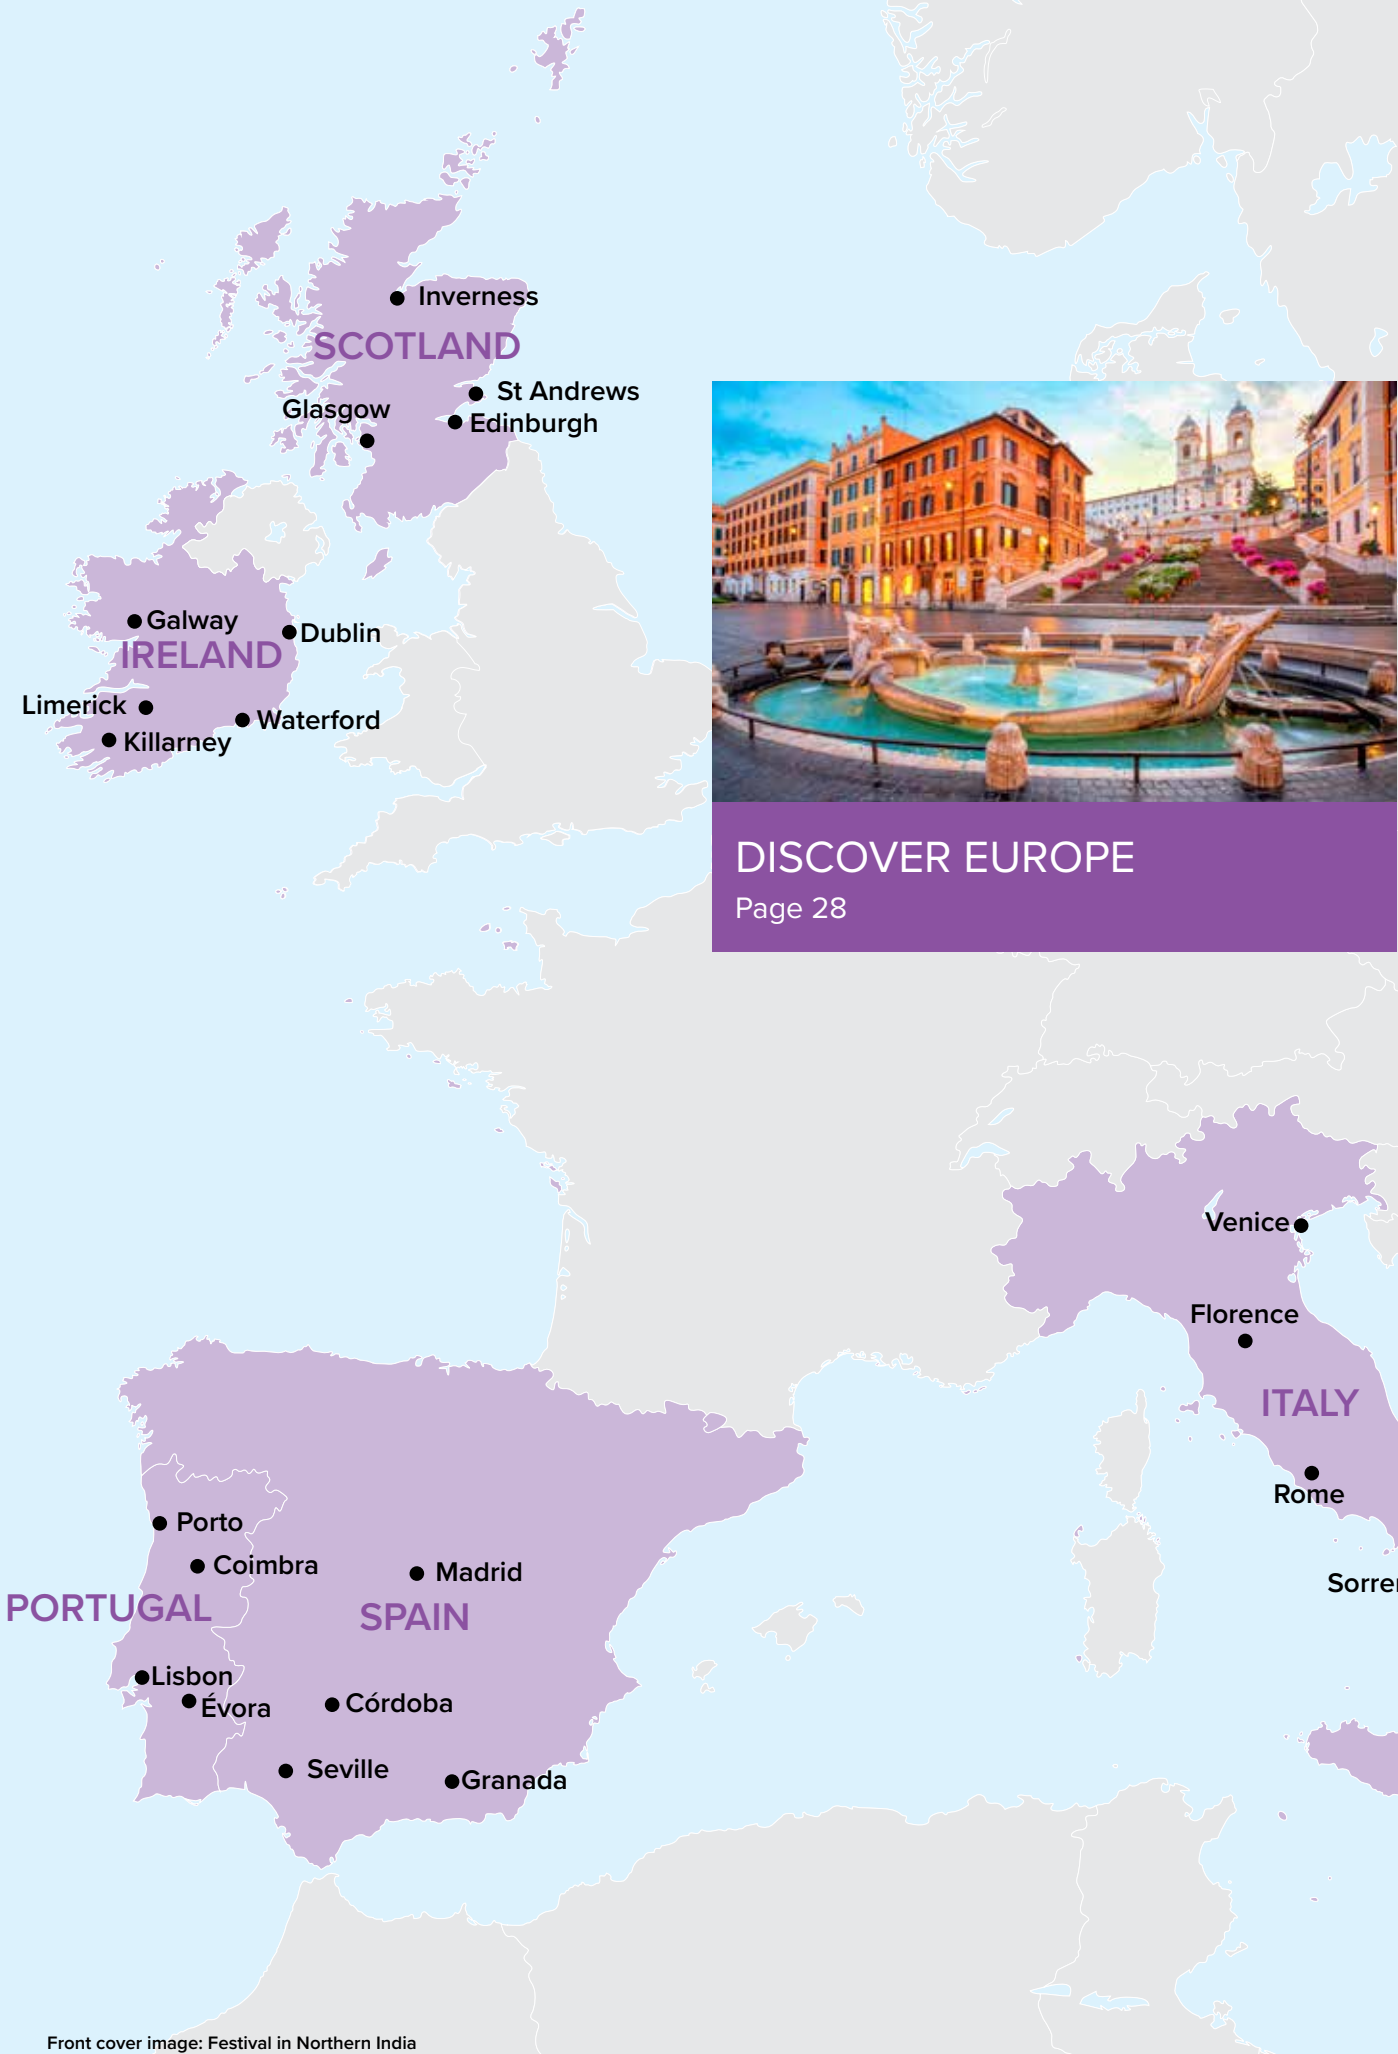 Inverness
SCOTLAND
St Andrews
Glasgow
Edinburgh
Galway
Dublin
IRELAND
Limerick
Waterford
Killarney
DISCOVER EUROPE
Page 28
Venice
Florence
ITALY
Rome
Porto
Coimbra
Madrid
Sorre
PORTUGAL
SPAIN
Lisbon
Évora
Córdoba
Seville
Granada
Front cover image: Festival in Northern India